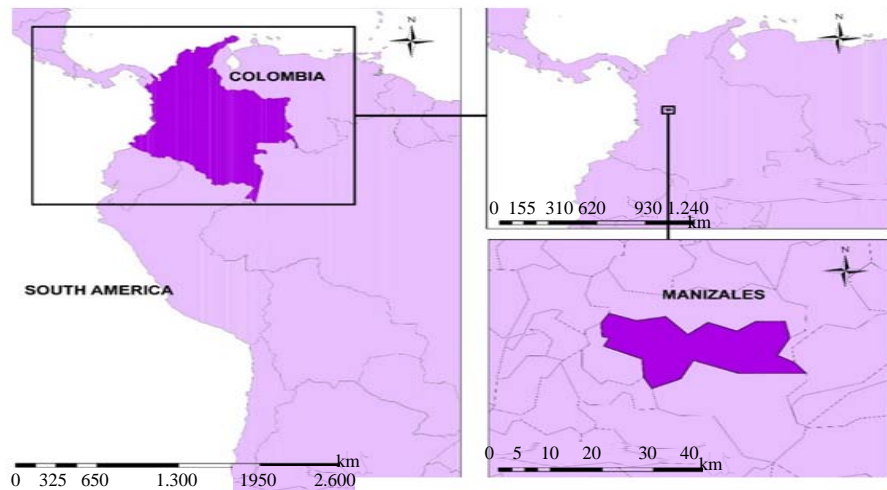 N
COLOMBIA
SOUTH AMERICA
km
0 325 650 1.300 1950 2.600
N
0 155 310 620 930 1.240
km
N
MANIZALES
0 5 10 20 30 40
km